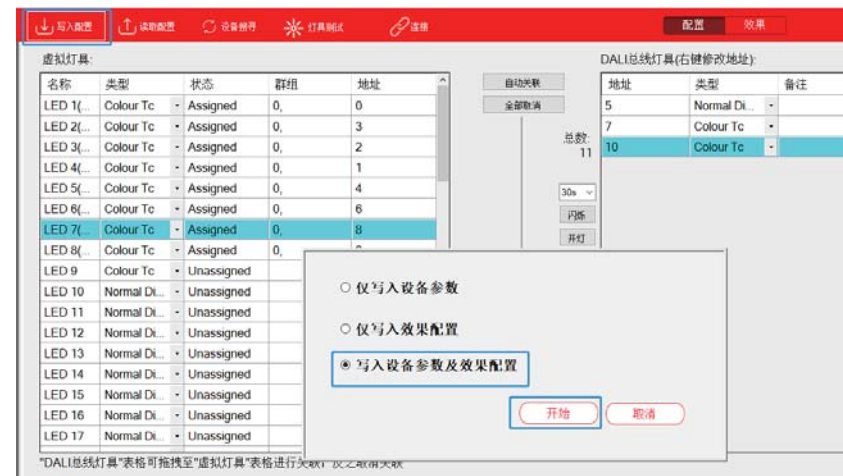 写入配置 读取配置 设备搜寻 灯具测试 连接 配置 效果
虚拟灯具: DALI总线灯具(右键修改地址):
名称 类型 状态 群组 地址 自动关联 地址 类型 备注
LED 1(... Colour Tc Assigned 0, 0 全部取消 5 Normal Di...
LED 2(... Colour Tc Assigned 0, 3 7 Colour Tc
LED 3(... Colour Tc Assigned 0, 2 总数: 11 10 Colour Tc
LED 4(... Colour Tc Assigned 0, 1
LED 5(... Colour Tc Assigned 0, 4 30s
LED 6(... Colour Tc Assigned 0, 6 闪烁
LED 7(... Colour Tc Assigned 0, 8 开灯
LED 8(... Colour Tc Assigned 0,
LED 9 Colour Tc Unassigned
LED 10 Normal Di... Unassigned
LED 11 Normal Di... Unassigned
LED 12 Normal Di... Unassigned
LED 13 Normal Di... Unassigned
LED 14 Normal Di... Unassigned
LED 15 Normal Di... Unassigned
LED 16 Normal Di... Unassigned
LED 17 Normal Di... Unassigned
仅写入设备参数
仅写入效果配置
写入设备参数及效果配置
开始 取消
"DALI总线灯具"表格可拖拽至"虚拟灯具"表格进行关联，反之取消关联